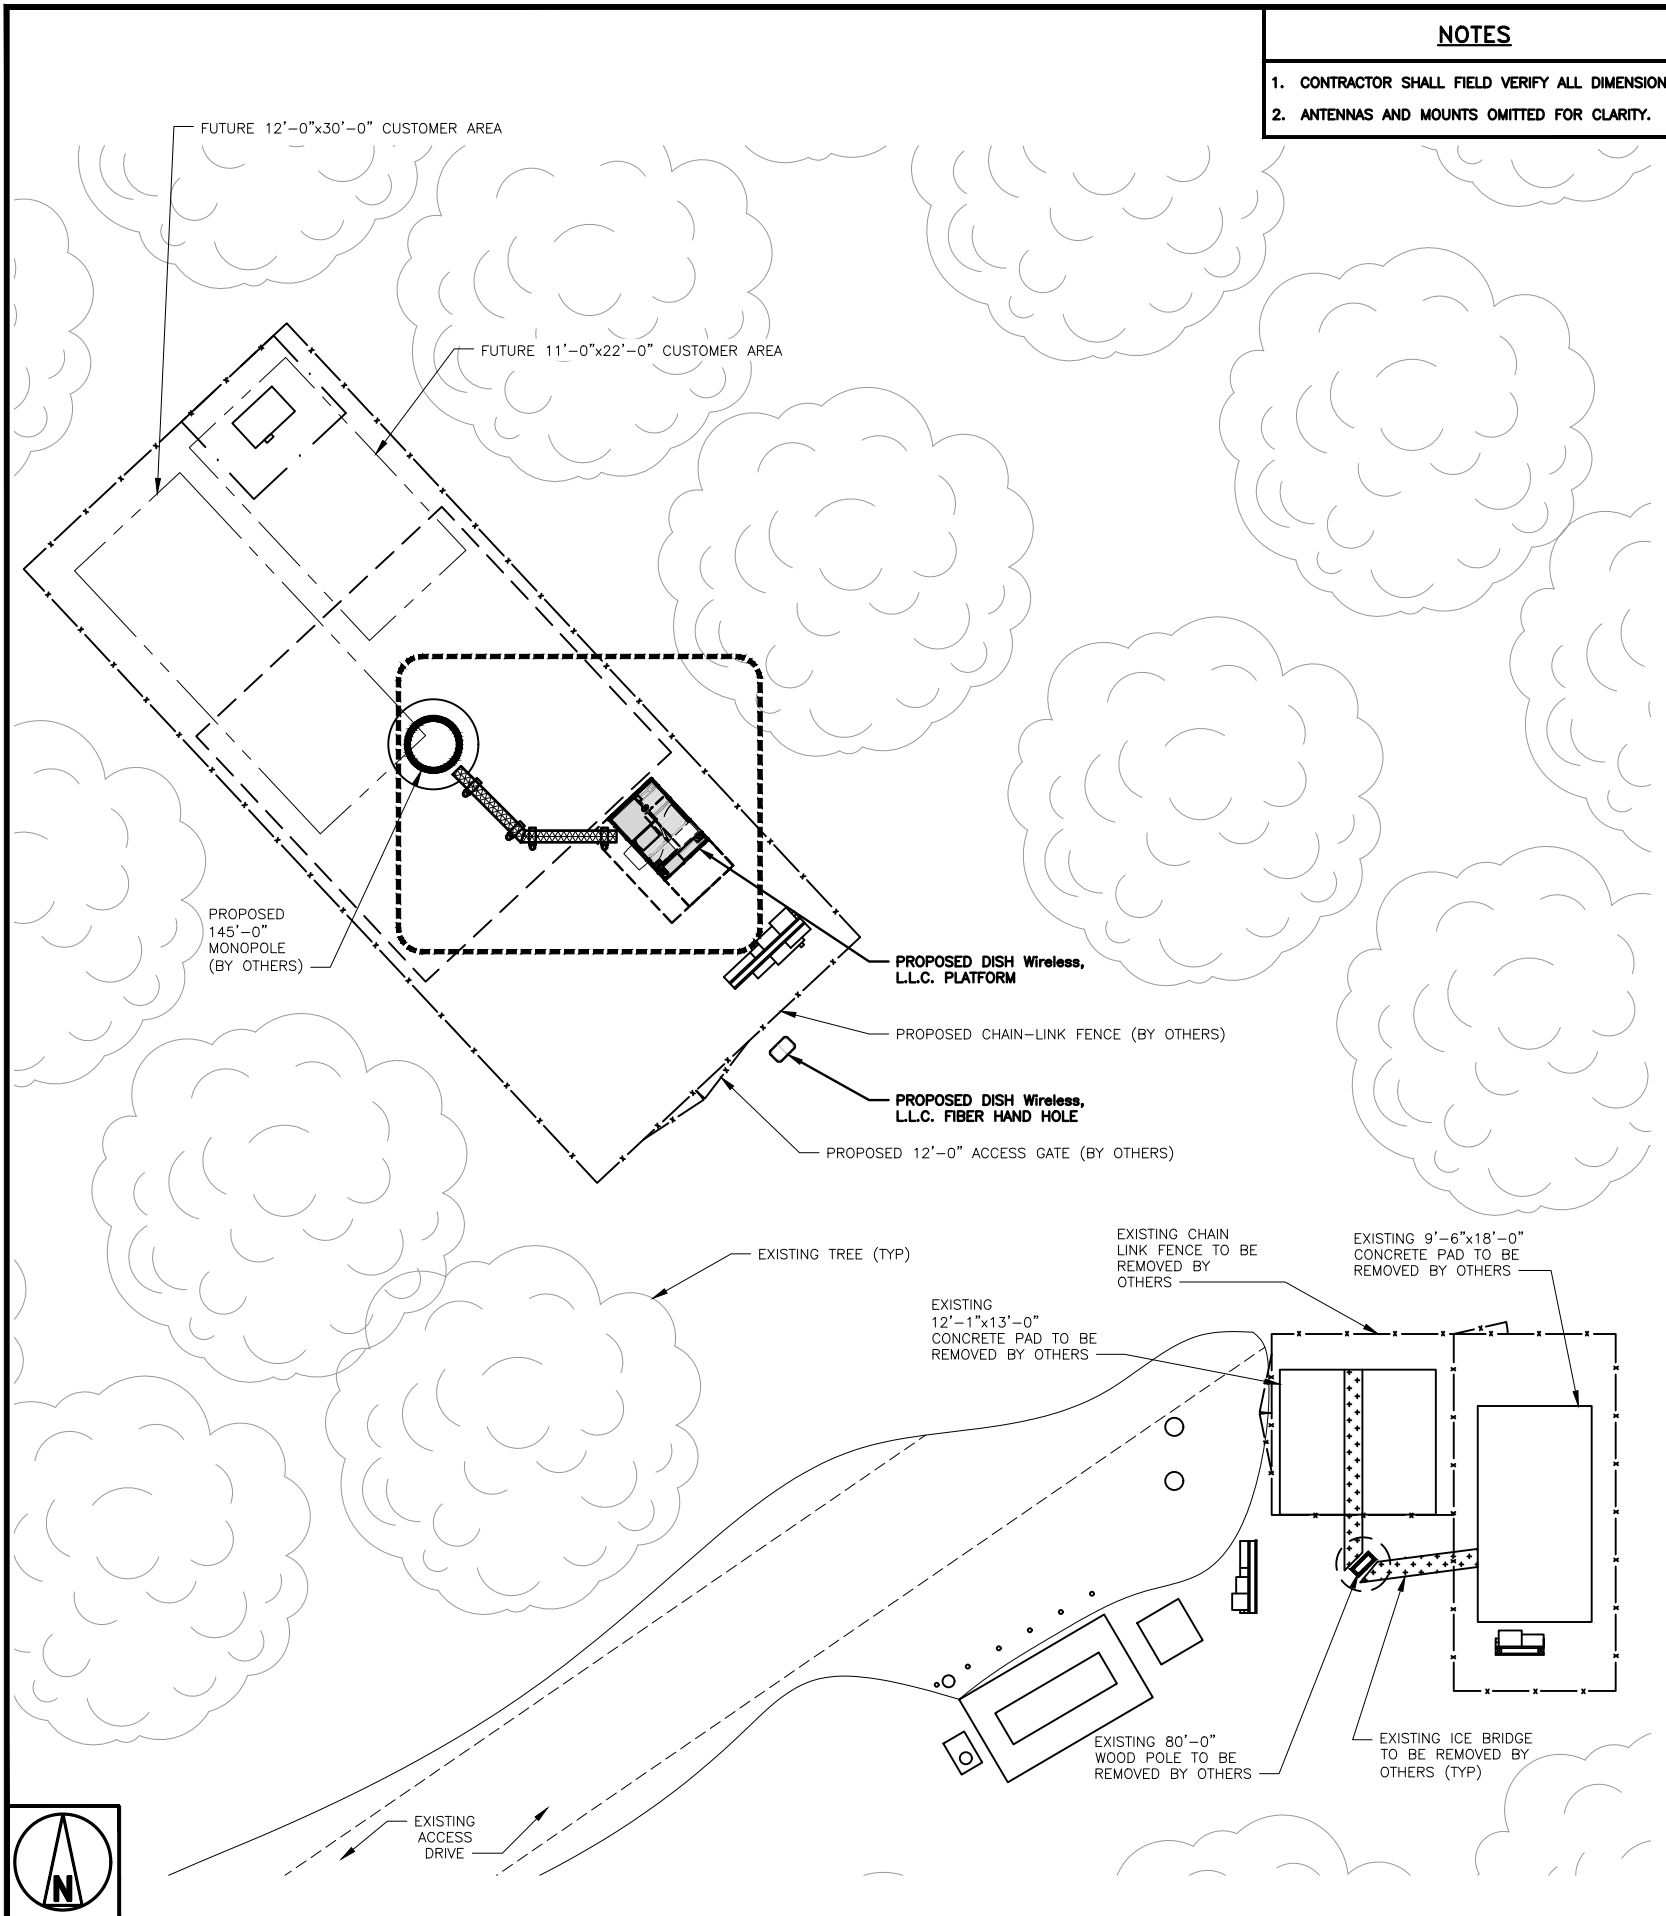 NOTES
1. CONTRACTOR SHALL FIELD VERIFY ALL DIMENSION
2. ANTENNAS AND MOUNTS OMITTED FOR CLARITY.
FUTURE 12'-0"x30'-0" CUSTOMER AREA
FUTURE 11'-0"x22'-0" CUSTOMER AREA
PROPOSED
145'-0"
MONOPOLE
(BY OTHERS)
PROPOSED DISH Wireless,
L.L.C. PLATFORM
PROPOSED CHAIN-LINK FENCE (BY OTHERS)
PROPOSED DISH Wireless,
L.L.C. FIBER HAND HOLE
PROPOSED 12'-0" ACCESS GATE (BY OTHERS)
EXISTING TREE (TYP)
EXISTING CHAIN
LINK FENCE TO BE
REMOVED BY
OTHERS
EXISTING 9'-6"x18'-0"
CONCRETE PAD TO BE
REMOVED BY OTHERS
EXISTING
12'-1"x13'-0"
CONCRETE PAD TO BE
REMOVED BY OTHERS
EXISTING 80'-0"
WOOD POLE TO BE
REMOVED BY OTHERS
EXISTING ICE BRIDGE
TO BE REMOVED BY
OTHERS (TYP)
EXISTING
ACCESS
DRIVE
N